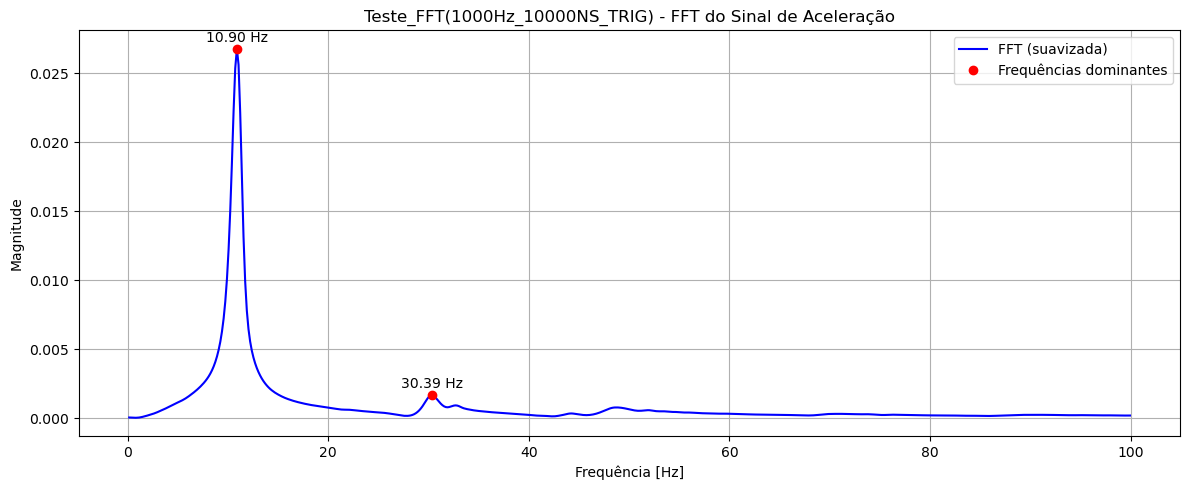 Teste_FFT(1000Hz_10000NS_TRIG) - FFT do Sinal de Aceleração
10.90 Hz
FFT (suavizada)
Frequências dominantes
30.39 Hz
Magnitude
0.025
0.020
0.015
0.010
0.005
0.000
0
20
40
60
80
100
Frequência [Hz]